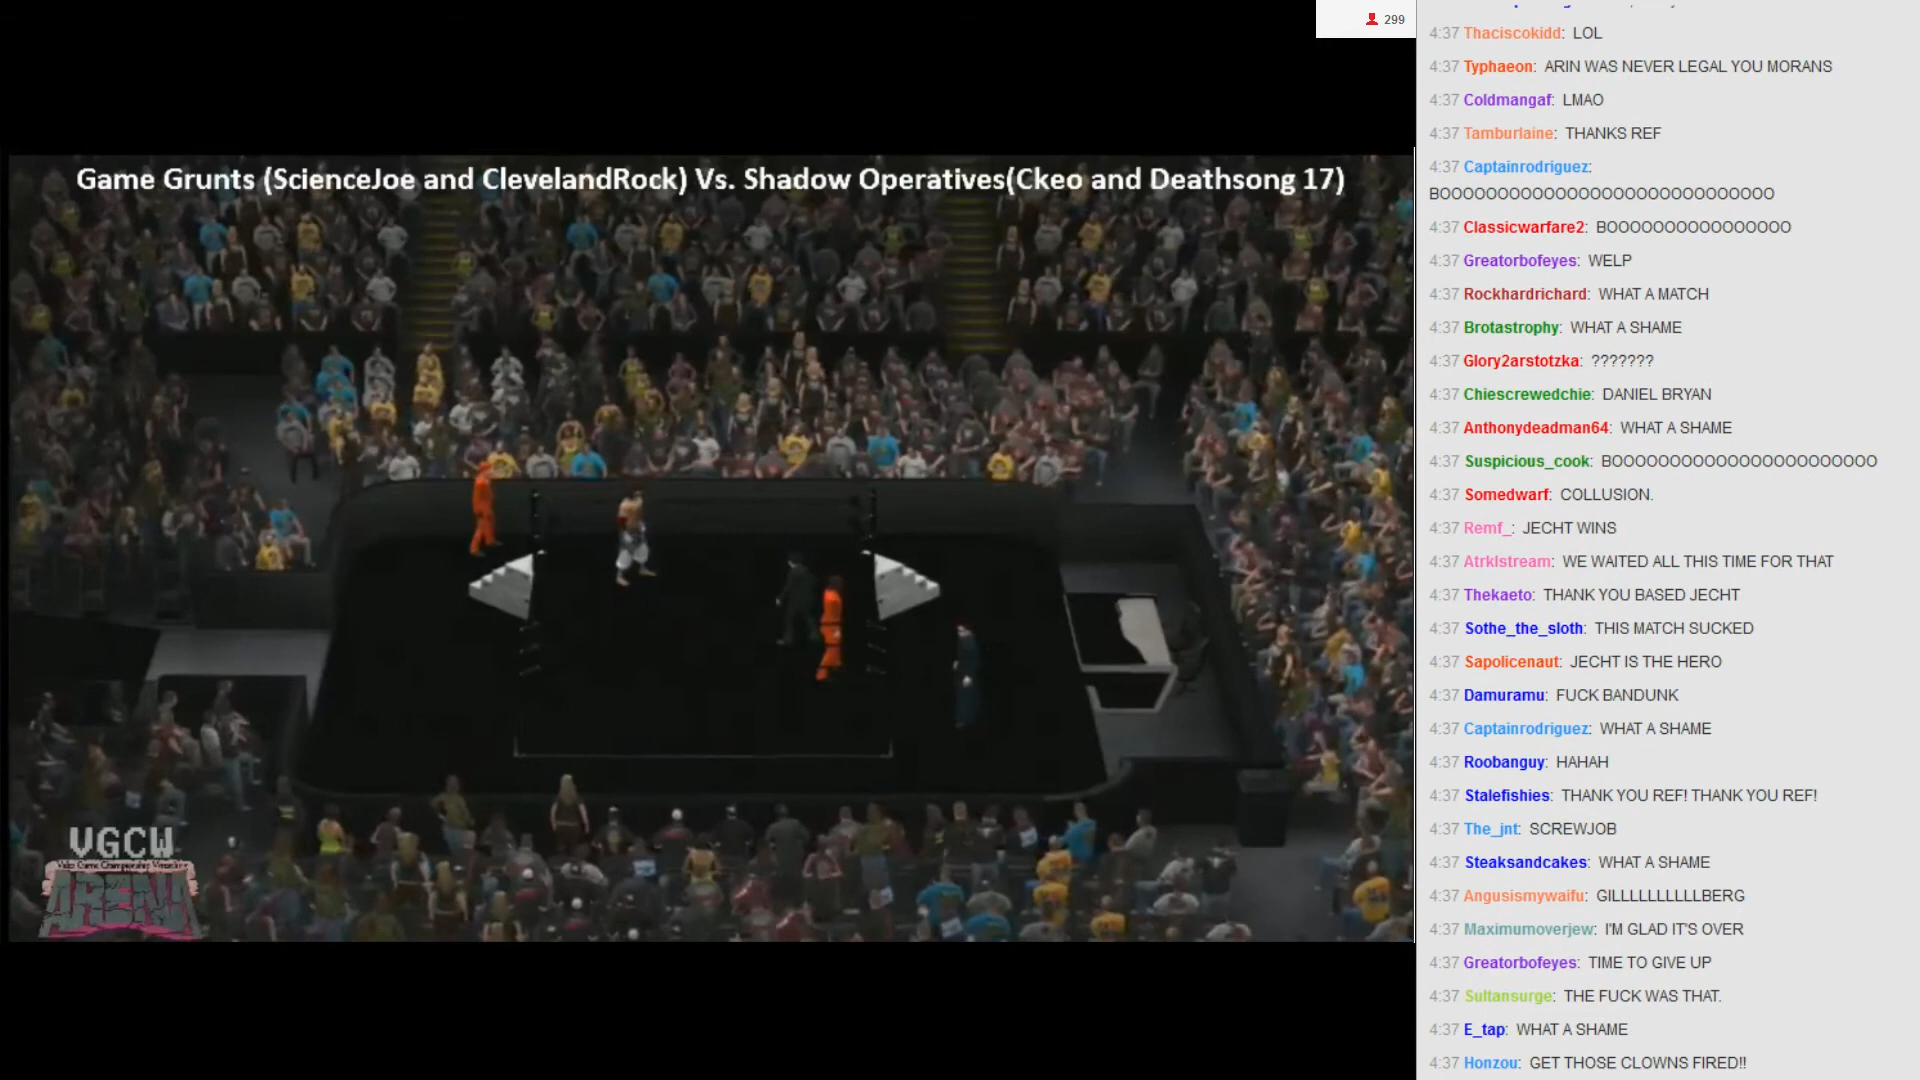 299
Game Grunts (ScienceJoe and ClevelandRock) Vs. Shadow Operatives(Ckeo and Deathsong 17)
VGCW
Video Game Championship Wrestling
ARENA
4:37 Thaciscokidd: LOL
4:37 Typhaeon: ARIN WAS NEVER LEGAL YOU MORANS
4:37 Coldmangaf: LMAO
4:37 Tamburlaine: THANKS REF
4:37 Captainrodriguez:
BOOOOOOOOOOOOOOOOOOOOOOOOOOOOO
4:37 Classicwarfare2: BOOOOOOOOOOOOOOOO
4:37 Greatorbofeyes: WELP
4:37 Rockhardrichard: WHAT A MATCH
4:37 Brotastrophy: WHAT A SHAME
4:37 Glory2arstotzka: ???????
4:37 Chiescrewedchie: DANIEL BRYAN
4:37 Anthonydeadman64: WHAT A SHAME
4:37 Suspicious_cook: BOOOOOOOOOOOOOOOOOOOOOOO
4:37 Somedwarf: COLLUSION.
4:37 Remf_: JECHT WINS
4:37 Atrklstream: WE WAITED ALL THIS TIME FOR THAT
4:37 Thekaeto: THANK YOU BASED JECHT
4:37 Sothe_the_sloth: THIS MATCH SUCKED
4:37 Sapolicenaut: JECHT IS THE HERO
4:37 Damuramu: FUCK BANDUNK
4:37 Captainrodriguez: WHAT A SHAME
4:37 Roobanguy: HAHAH
4:37 Stalefishies: THANK YOU REF! THANK YOU REF!
4:37 The_jnt: SCREWJOB
4:37 Steaksandcakes: WHAT A SHAME
4:37 Angusismywaifu: GILLLLLLLLLLBERG
4:37 Maximumoverjew: I'M GLAD IT'S OVER
4:37 Greatorbofeyes: TIME TO GIVE UP
4:37 Sultansurge: THE FUCK WAS THAT.
4:37 E_tap: WHAT A SHAME
4:37 Honzou: GET THOSE CLOWNS FIRED!!